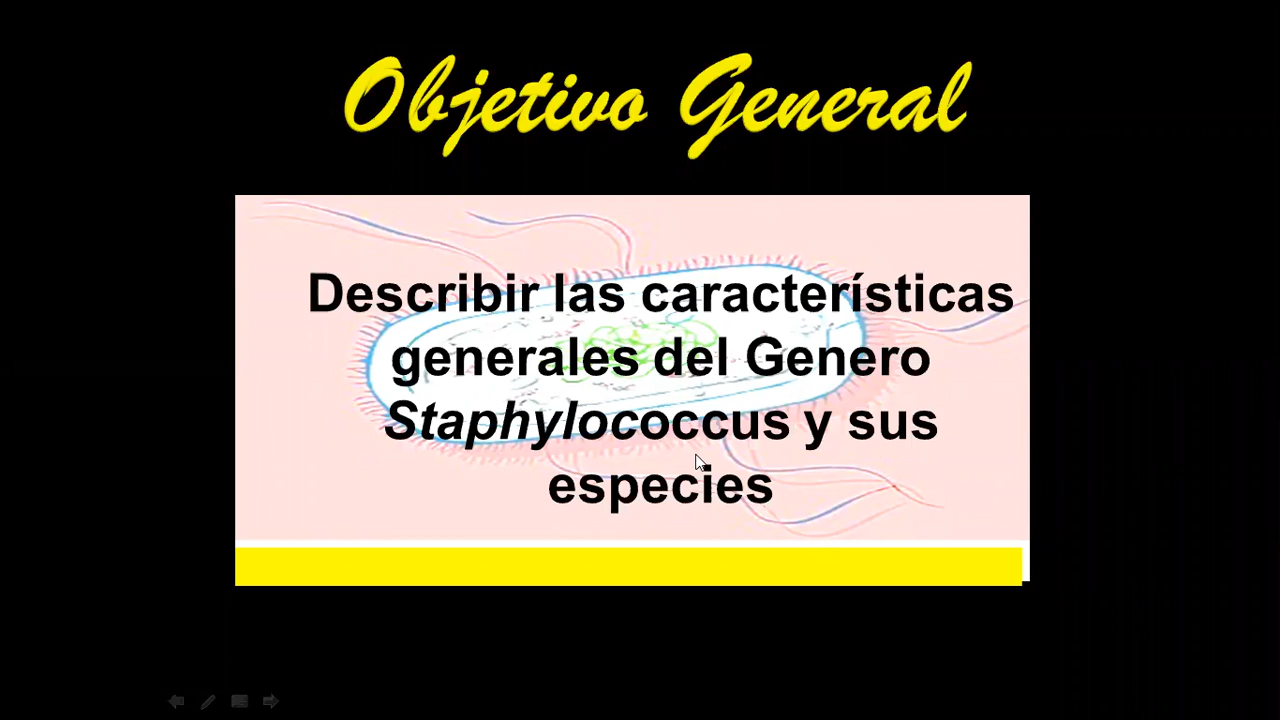 Objetivo General
Describir las características
generales del Genero
Staphylococcus y sus
especies